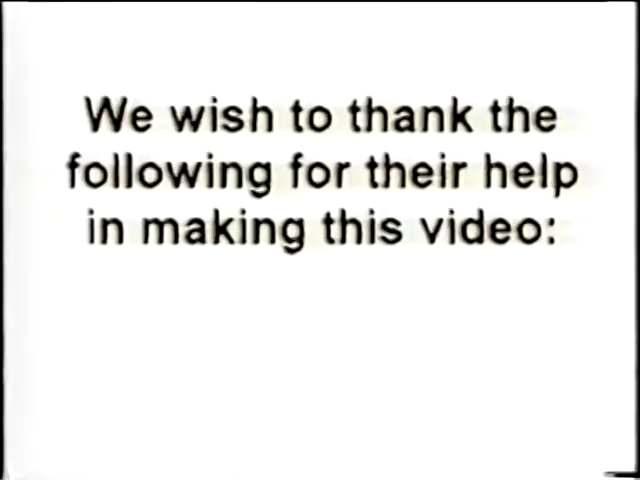 We wish to thank the
following for their help
in making this video: